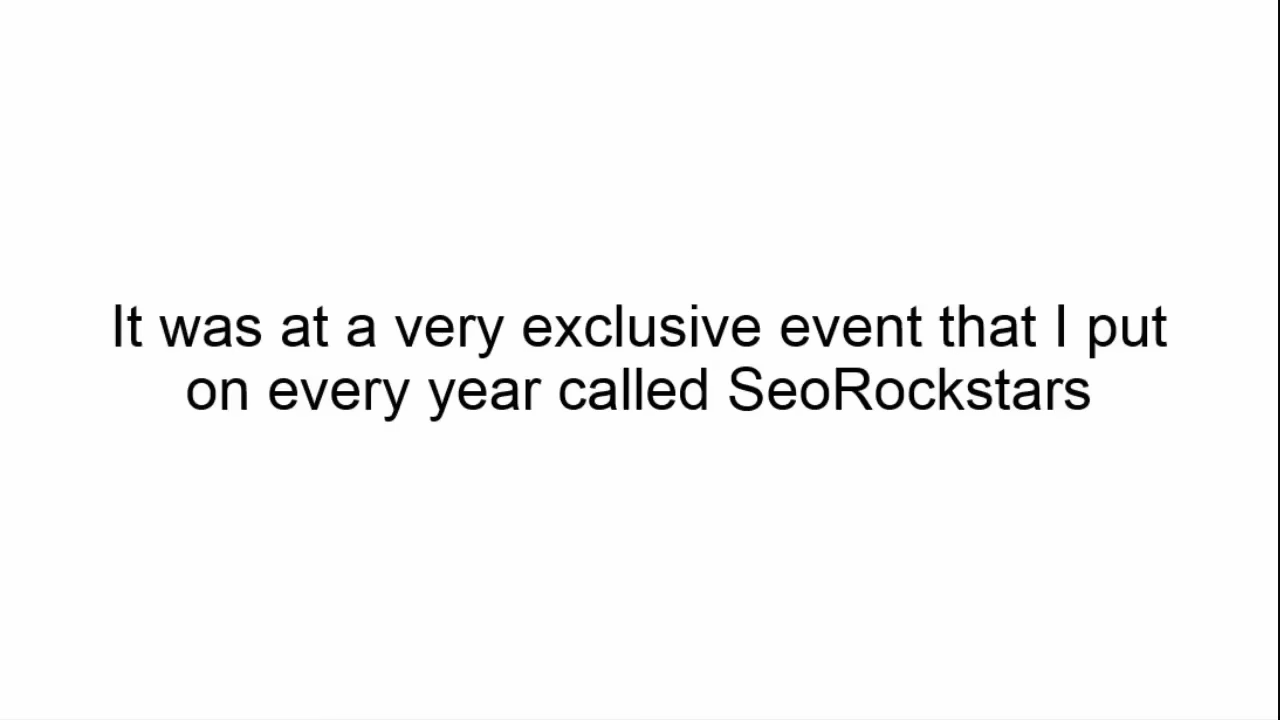 It was at a very exclusive event that I put
on every year called SeoRockstars